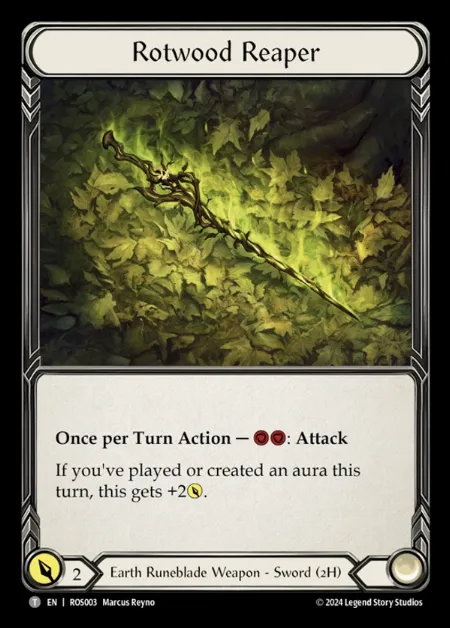 Rotwood Reaper
Once per Turn Action — : Attack
If you've played or created an aura this
turn, this gets +2.
2
Earth Runeblade Weapon - Sword (2H)
T EN | ROS003 Marcus Reyno
© 2024 Legend Story Studios